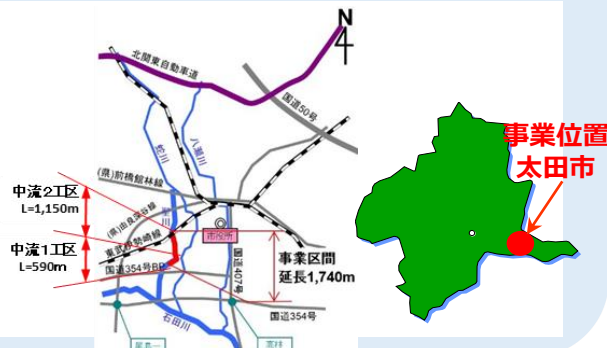 N
北関東自動車道
国道50号
蛇川
八瀬川
(県)前橋館林線
中流2工区
L=1,150m
(県)由良深谷線
東武伊勢崎線
市役所
中流1工区
L=590m
国道354号BP
国道407号
事業区間
延長1,740m
国道354号
石田川
高林
事業位置
太田市